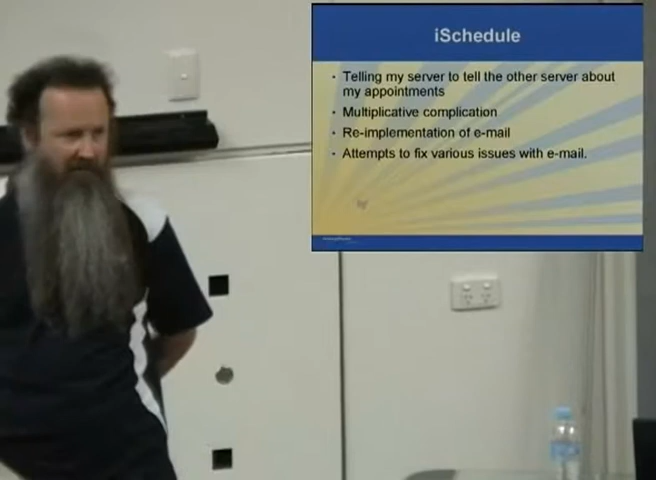 iSchedule
• Telling my server to tell the other server about
my appointments
• Multiplicative complication
• Re-implementation of e-mail
• Attempts to fix various issues with e-mail.